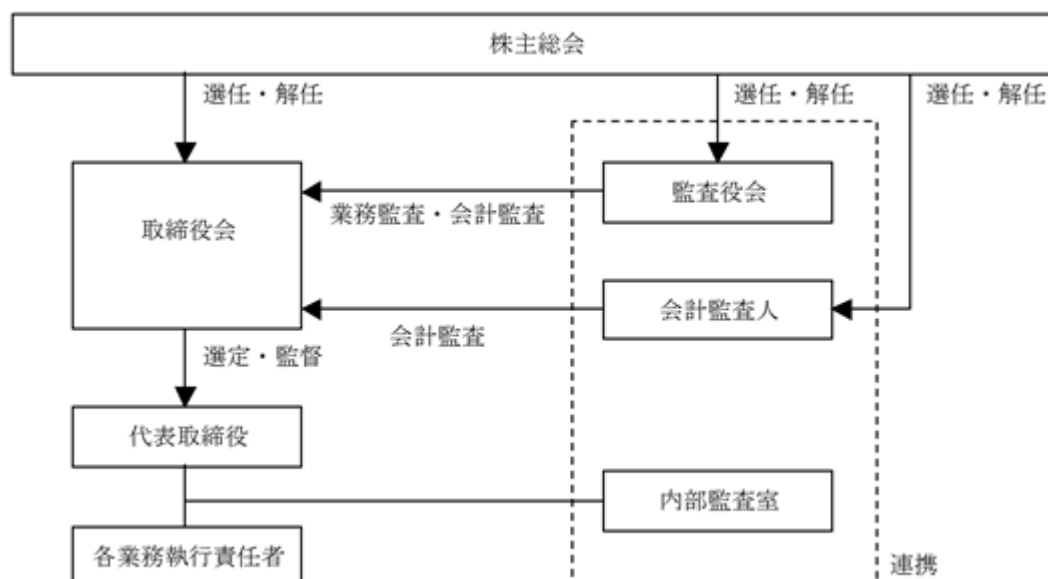 株主総会
選任・解任
選任・解任
選任・解任
取締役会
監査役会
業務監査・会計監査
会計監査人
会計監査
選定・監督
代表取締役
内部監査室
各業務執行責任者
連携